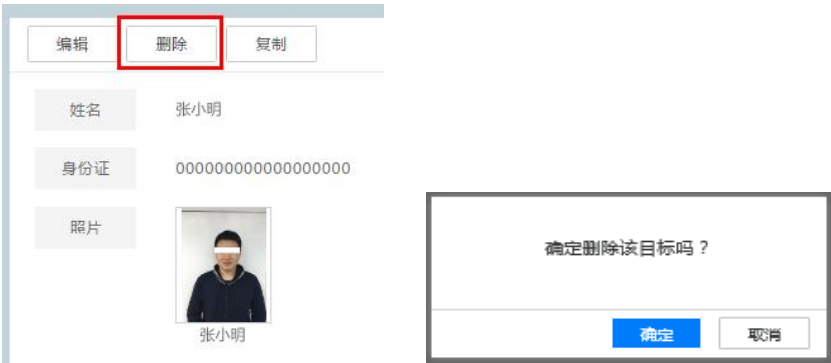 编辑 删除 复制
姓名 张小明
身份证 000000000000000000
照片
张小明
确定删除该目标吗？
确定 取消